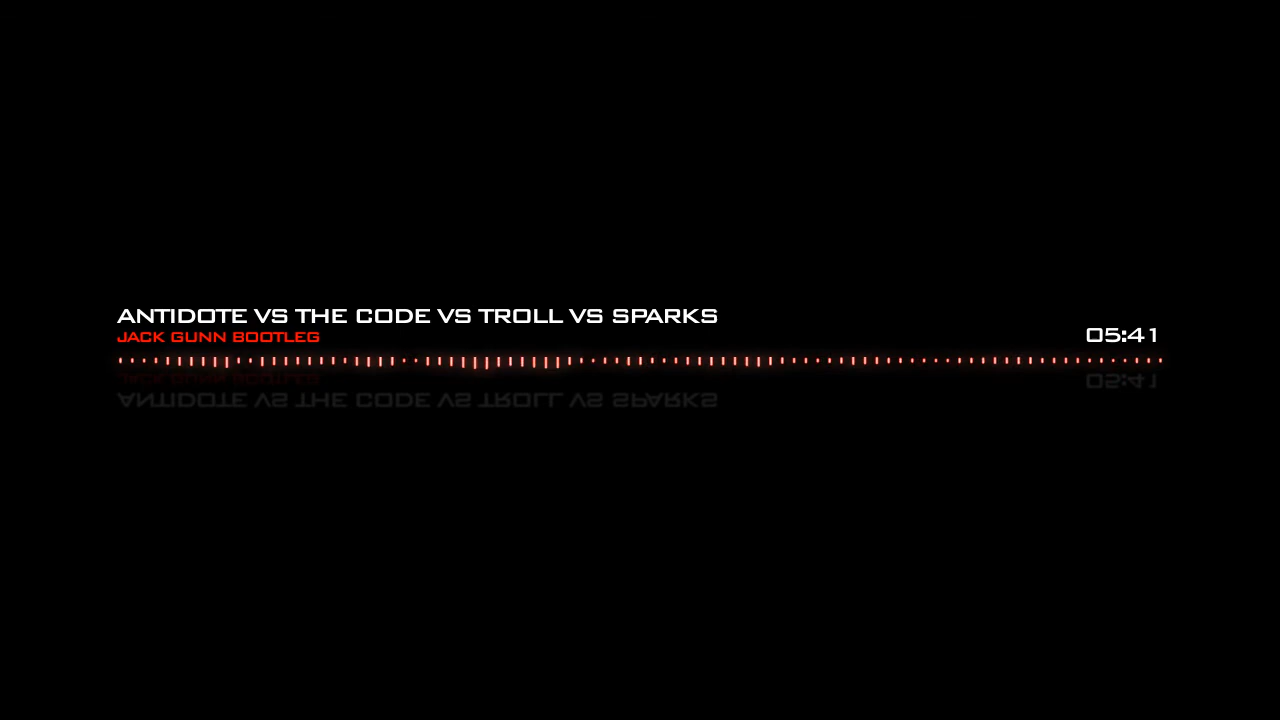 ANTIDOTE VS THE CODE VS TROLL VS SPARKS
JACK GUNN BOOTLEG
05:41